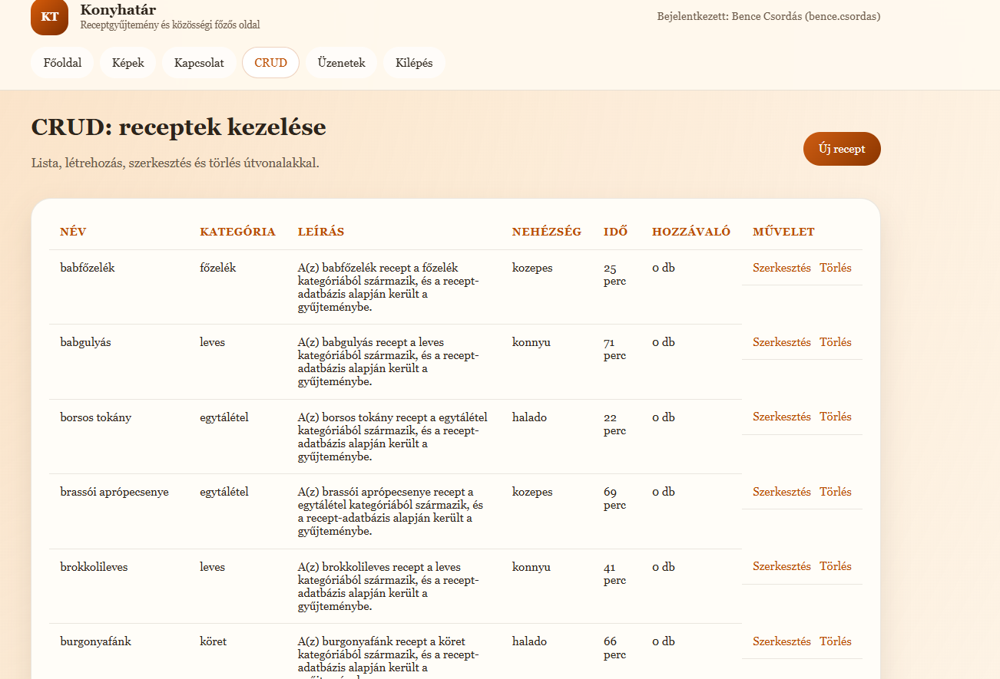 KT
Konyhatár
Receptgyűjtemény és közösségi főzős oldal
Bejelentkezett: Bence Csordás (bence.csordas)
Főoldal Képek Kapcsolat CRUD Üzenetek Kilépés
CRUD: receptek kezelése
Lista, létrehozás, szerkesztés és törlés útvonalakkal.
Új recept
NÉV KATEGÓRIA LEÍRÁS NEHÉZSÉG IDŐ HOZZÁVALÓ MŰVELET
babfőzelék főzelék A(z) babfőzelék recept a főzelék kozepes 25 0 db Szerkesztés Törlés
kategóriából származik, és a recept- perc
adatbázis alapján került a
gyűjteménybe.
babgulyás leves A(z) babgulyás recept a leves konnyu 71 0 db Szerkesztés Törlés
kategóriából származik, és a recept- perc
adatbázis alapján került a
gyűjteménybe.
borsos tokány egytálétel A(z) borsos tokány recept a egytálétel halado 22 0 db Szerkesztés Törlés
kategóriából származik, és a recept- perc
adatbázis alapján került a
gyűjteménybe.
brassói aprópecsenye egytálétel A(z) brassói aprópecsenye recept a kozepes 69 0 db Szerkesztés Törlés
egytálétel kategóriából származik, és perc
a recept-adatbázis alapján került a
gyűjteménybe.
brokkolileves leves A(z) brokkolileves recept a leves konnyu 41 0 db Szerkesztés Törlés
kategóriából származik, és a recept- perc
adatbázis alapján került a
gyűjteménybe.
burgonyafánk köret A(z) burgonyafánk recept a köret halado 66 0 db Szerkesztés Törlés
kategóriából származik, és a recept- perc
adatbázis alapján került a